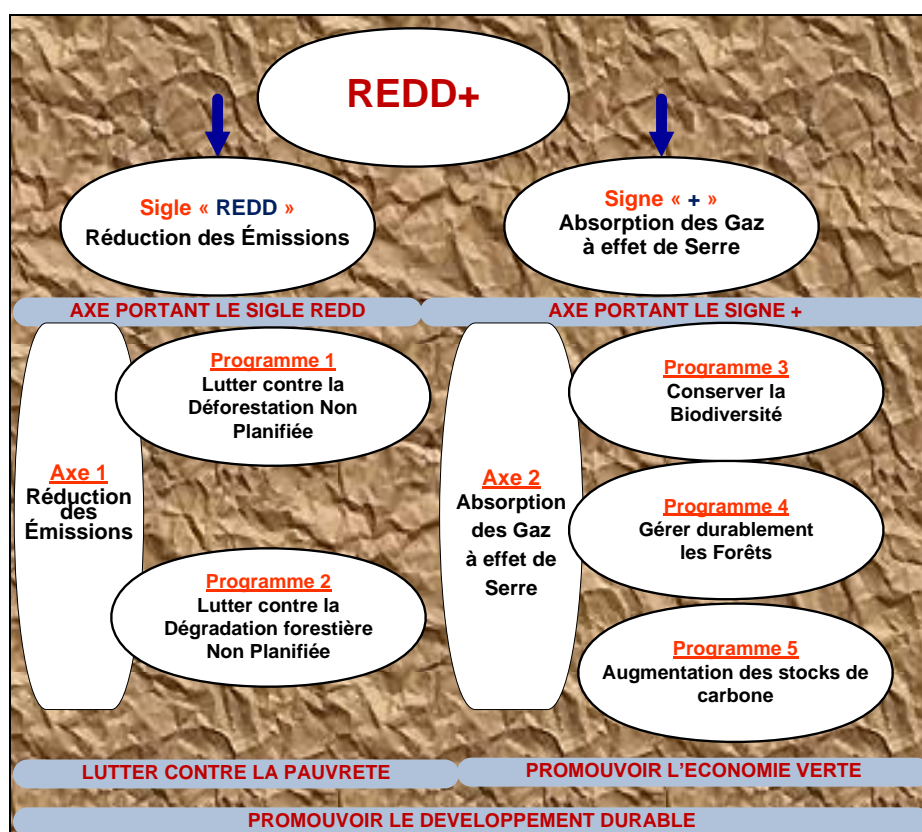 REDD+
Sigle « REDD »
Réduction des Émissions
Signe « + »
Absorption des Gaz
à effet de Serre
AXE PORTANT LE SIGLE REDD
AXE PORTANT LE SIGNE +
Axe 1
Réduction
des
Émissions
Programme 1
Lutter contre la
Déforestation Non
Planifiée
Programme 2
Lutter contre la
Dégradation forestière
Non Planifiée
Axe 2
Absorption
des Gaz
à effet de
Serre
Programme 3
Conserver la
Biodiversité
Programme 4
Gérer durablement
les Forêts
Programme 5
Augmentation des stocks de
carbone
LUTTER CONTRE LA PAUVRETE
PROMOUVOIR L'ECONOMIE VERTE
PROMOUVOIR LE DEVELOPPEMENT DURABLE